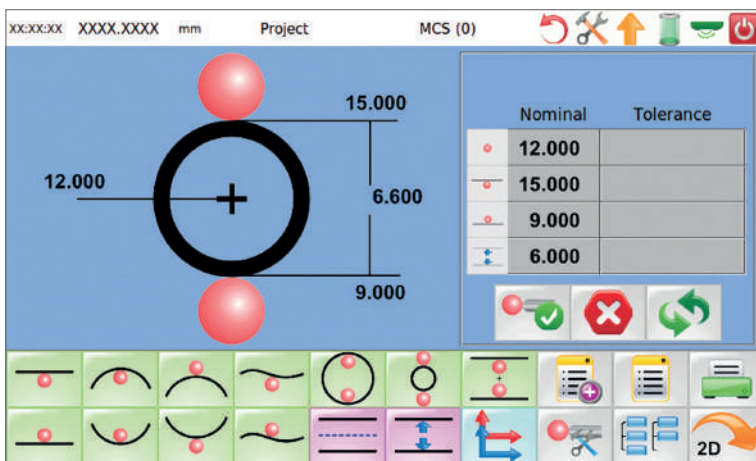 XX:XX:XX XXXX.XXXX mm Project MCS (0)
15.000
12.000
6.600
9.000
Nominal Tolerance
12.000
15.000
9.000
6.000
2D